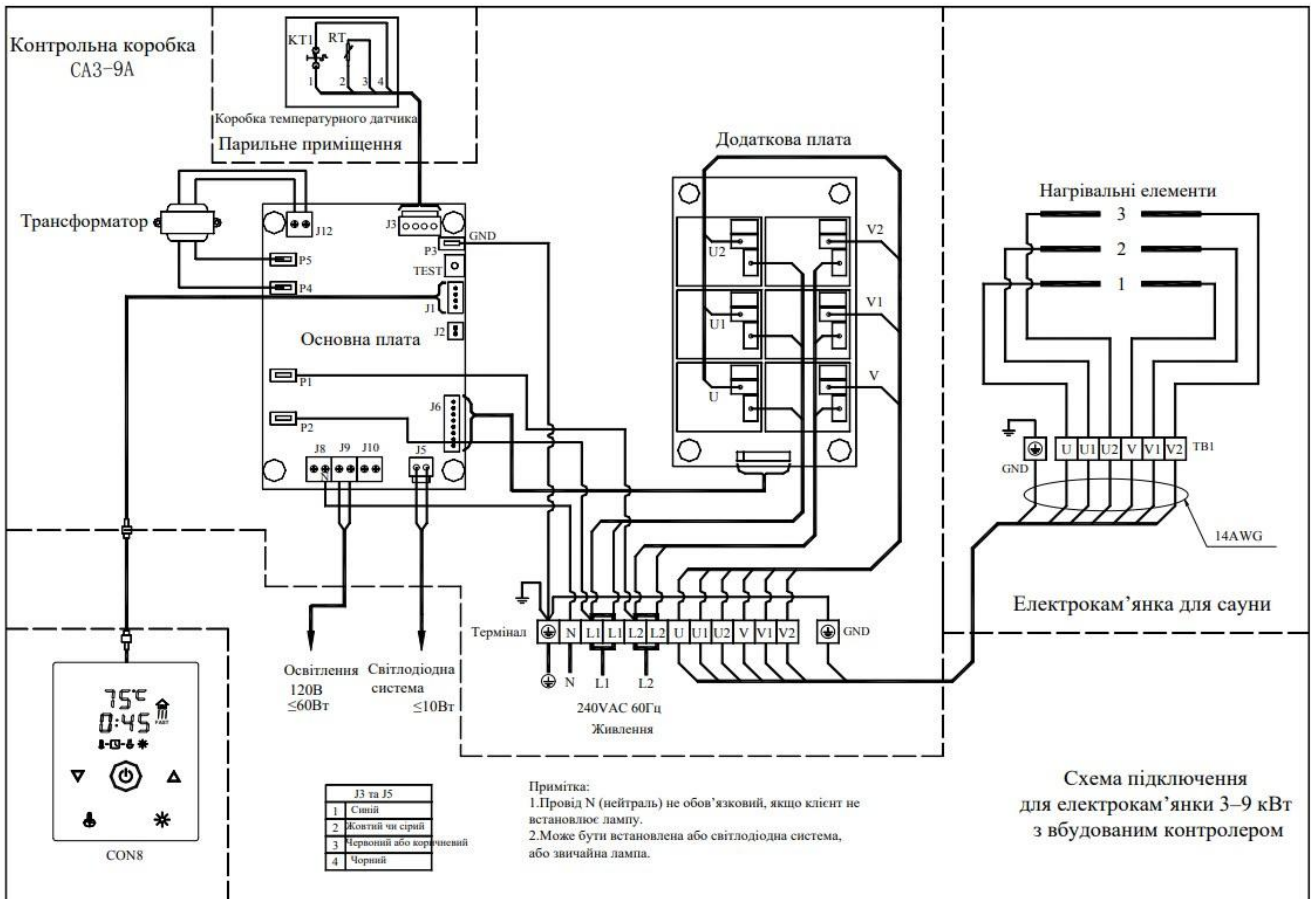 Контрольна коробка
CA3-9A
KT1
RT
1
2
3
4
Коробка температурного датчика
Парильне приміщення
Трансформатор
J12
J3
P3
GND
P5
TEST
P4
J1
J2
Основна плата
P1
J6
P2
J8
J9
J10
J5
N
Додаткова плата
U2
V2
U1
V1
U
V
Нагрівальні елементи
3
2
1
GND
U U1 U2 V V1 V2
TB1
14AWG
Електрокам’янка для сауни
Термінал
N L1 L1 L2 L2 U U1 U2 V V1 V2
GND
N
L1
L2
240VAC 60Гц
Живлення
Освітлення
120В
≤60Вт
Світлодіодна
система
≤10Вт
75°C
0:45
FAST
CON8
J3 та J5
1 Синій
2 Жовтий чи сірий
3 Червоний або коричневий
4 Чорний
Примітка:
1.Провід N (нейтраль) не обов’язковий, якщо клієнт не
встановлює лампу.
2.Може бути встановлена або світлодіодна система,
або звичайна лампа.
Схема підключення
для електрокам’янки 3–9 кВт
з вбудованим контролером